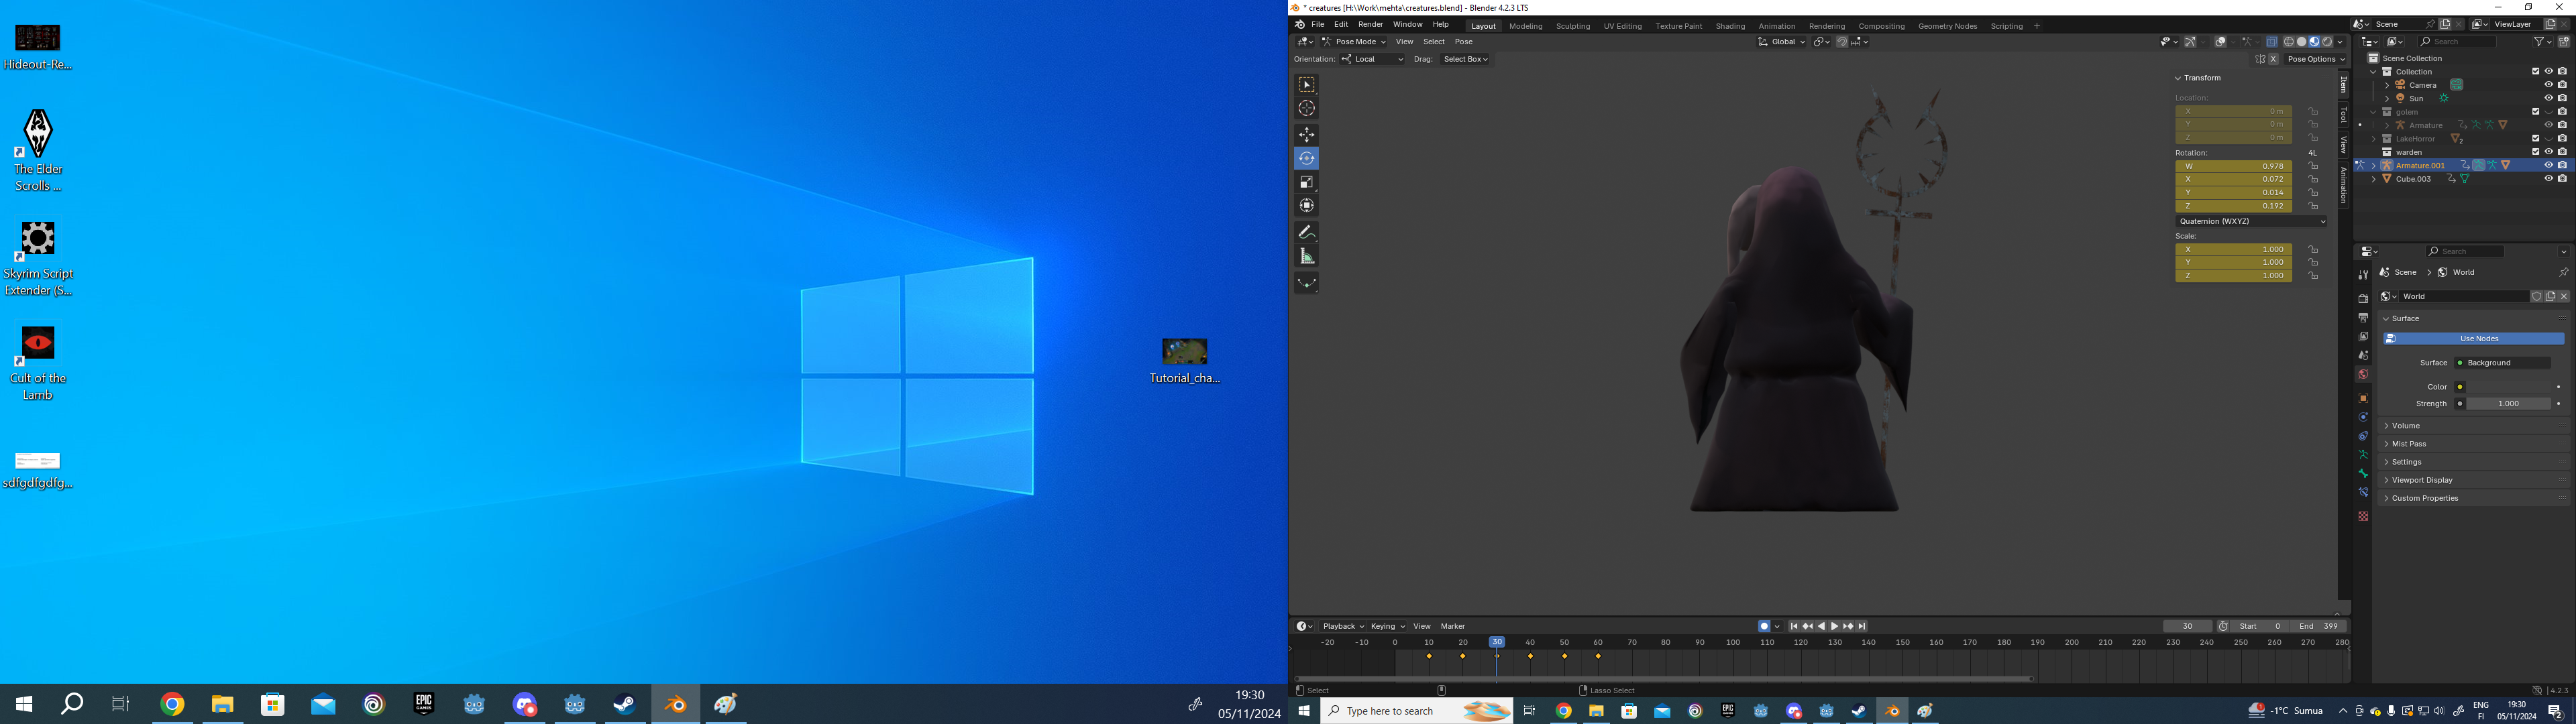 Hideout-Re...
The Elder
Scrolls ...
Skyrim Script
Extender (S...
Cult of the
Lamb
sdfgdfgdfg...
Tutorial_cha...
EPIC
GAMES
19:30
05/11/2024
* creatures [H:\Work\mehta\creatures.blend] - Blender 4.2.3 LTS
File Edit Render Window Help Layout Modeling Sculpting UV Editing Texture Paint Shading Animation Rendering Compositing Geometry Nodes Scripting + Scene ViewLayer
Pose Mode View Select Pose Global
Orientation: Local Drag: Select Box X Pose Options
Transform
Location:
X 0 m
Y 0 m
Z 0 m
Rotation: 4L
W 0.978
X 0.072
Y 0.014
Z 0.192
Quaternion (WXYZ)
Scale:
X 1.000
Y 1.000
Z 1.000
Item
Tool
View
Animation
Search
Scene Collection
Collection
Camera
Sun
golem
Armature
LakeHorror 2
warden
Armature.001
Cube.003
Search
Scene > World
World
Surface
Use Nodes
Surface Background
Color
Strength 1.000
Volume
Mist Pass
Settings
Viewport Display
Custom Properties
Playback Keying View Marker 30 Start 0 End 399
-20 -10 0 10 20 30 40 50 60 70 80 90 100 110 120 130 140 150 160 170 180 190 200 210 220 230 240 250 260 270 280
Select Lasso Select 4.2.3
Type here to search
EPIC
-1°C Sumua
ENG
FI
19:30
05/11/2024
2